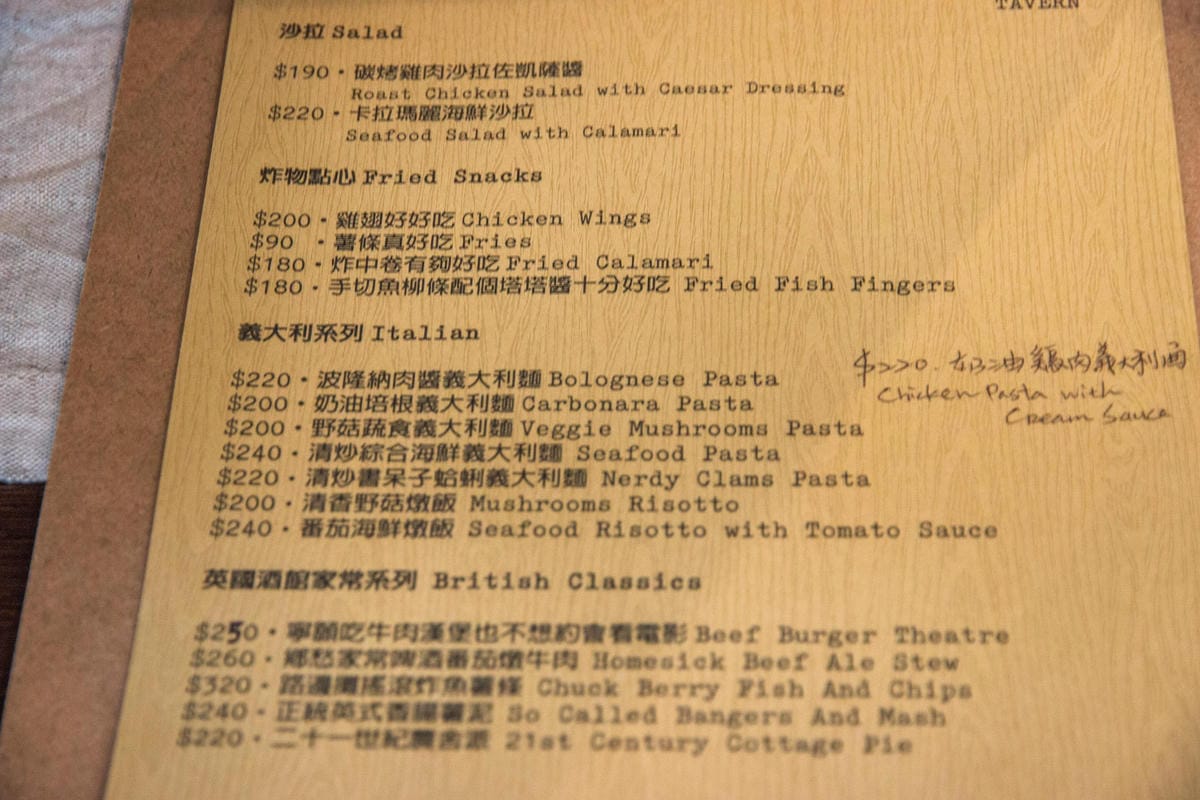 TAVERN
沙拉 Salad
$190・碳烤雞肉沙拉佐凱薩醬
Roast Chicken Salad with Caesar Dressing
$220・卡拉瑪麗海鮮沙拉
Seafood Salad with Calamari
炸物點心 Fried Snacks
$200・雞翅好好吃 Chicken Wings
$90 ・薯條真好吃 Fries
$180・炸中卷有夠好吃 Fried Calamari
$180・手切魚柳條配個塔塔醬十分好吃 Fried Fish Fingers
義大利系列 Italian
$220・波隆納肉醬義大利麵 Bolognese Pasta
$200・奶油培根義大利麵 Carbonara Pasta
$200・野菇蔬食義大利麵 Veggie Mushrooms Pasta
$240・清炒綜合海鮮義大利麵 Seafood Pasta
$220・清炒書呆子蛤蜊義大利麵 Nerdy Clams Pasta
$200・清香野菇燉飯 Mushrooms Risotto
$240・番茄海鮮燉飯 Seafood Risotto with Tomato Sauce
$220. 奶油雞肉義大利麵
Chicken Pasta with
Cream Sauce
英國酒館家常系列 British Classics
$250・寧願吃牛肉漢堡也不想約會看電影 Beef Burger Theatre
$260・鄉愁家常啤酒番茄燉牛肉 Homesick Beef Ale Stew
$320・路邊攤搖滾炸魚薯條 Chuck Berry Fish And Chips
$240・正統英式香腸薯泥 So Called Bangers And Mash
$220・二十一世紀農舍派 21st Century Cottage Pie